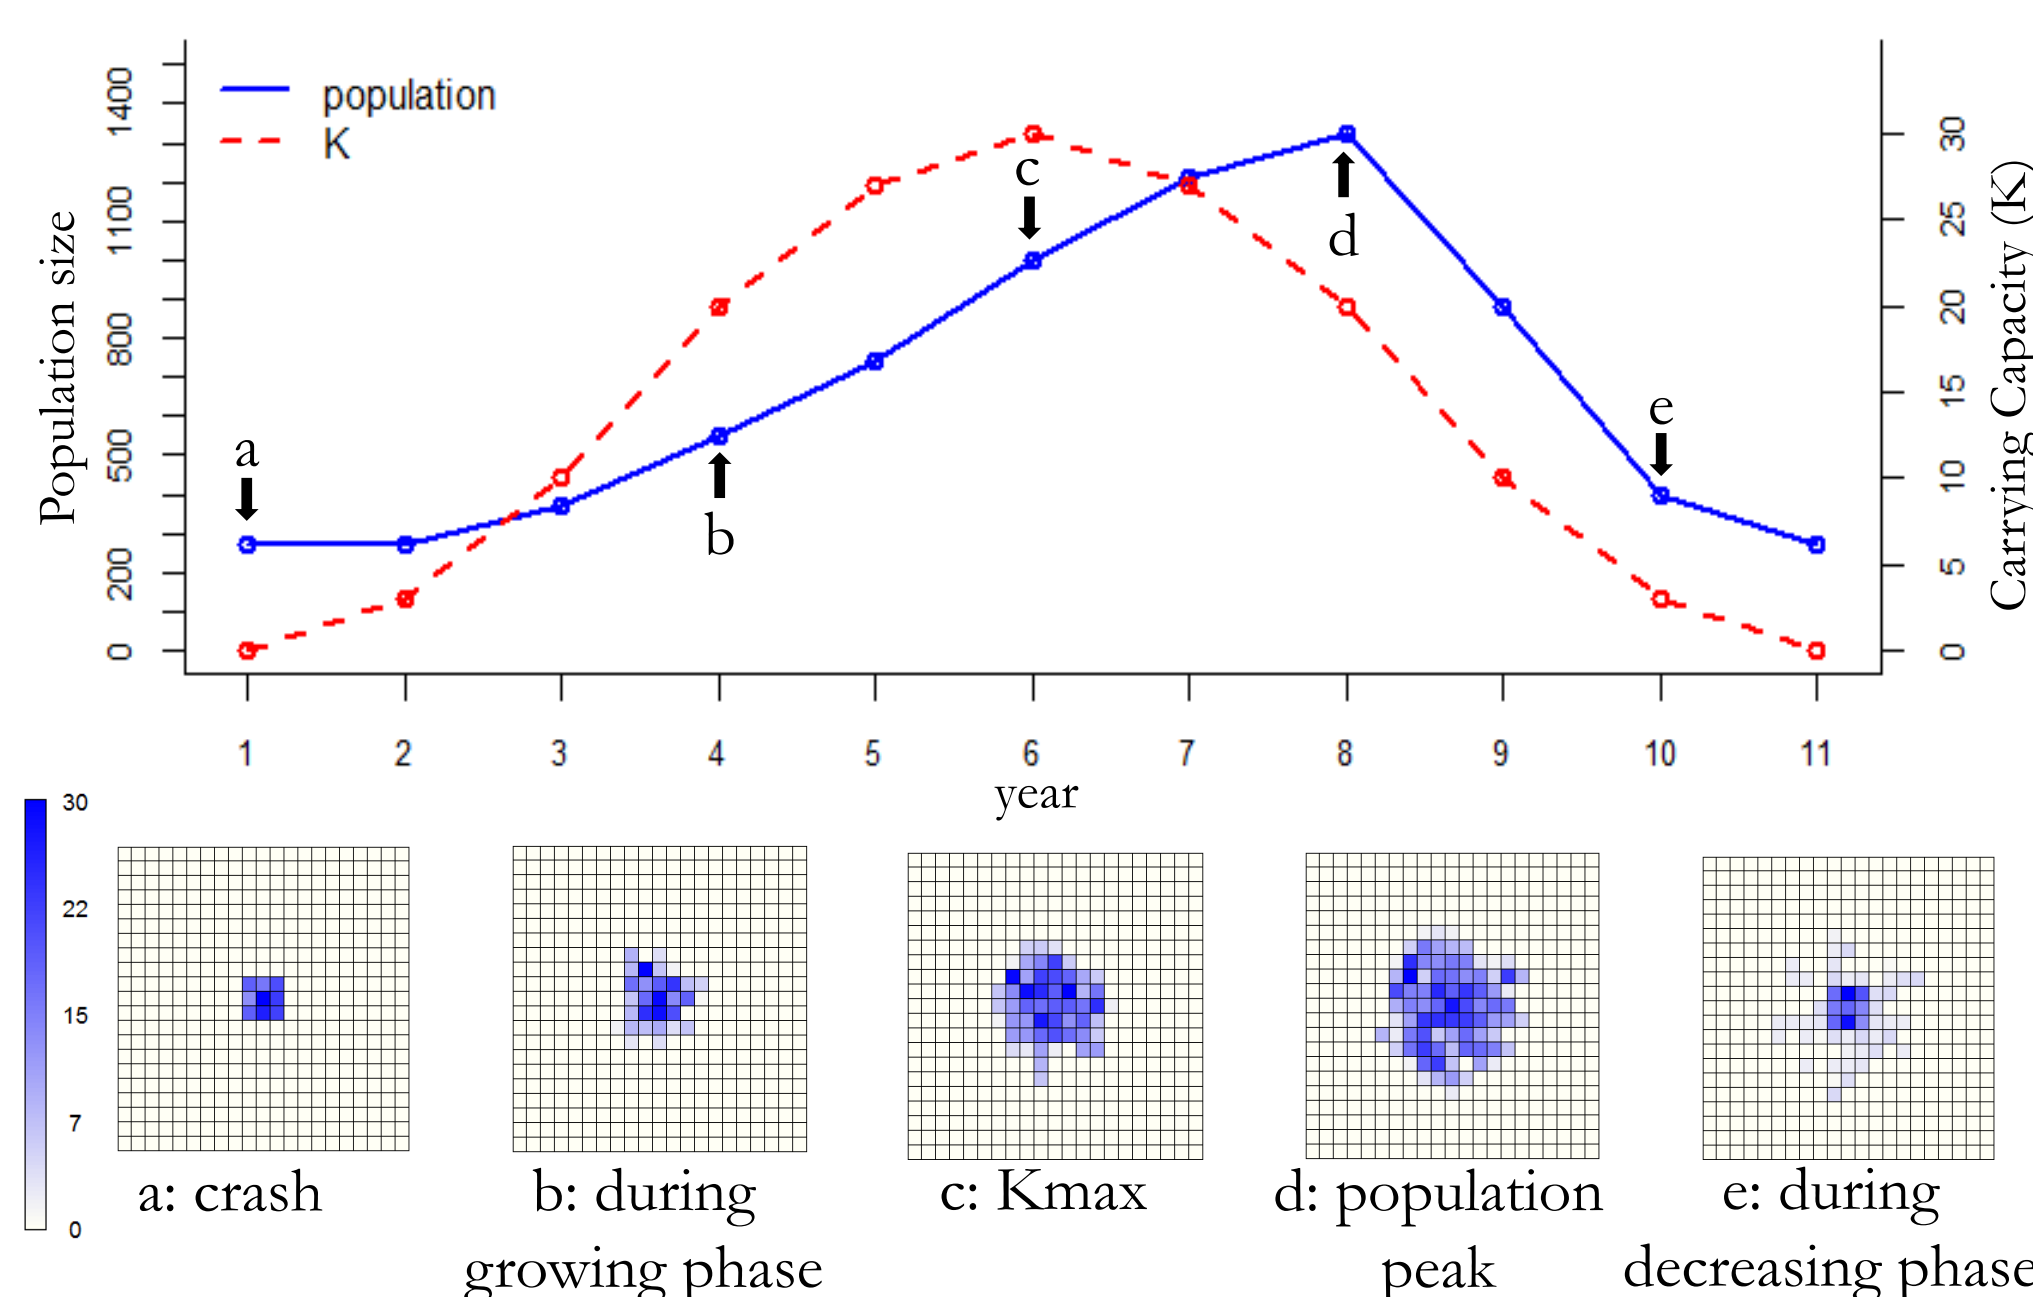 population
K
Population size
0
200
500
800
1100
1400
Carrying Capacity (K)
0
5
10
15
20
25
30
a
b
c
d
e
1 2 3 4 5 6 7 8 9 10 11
year
30
22
15
7
0
a: crash
b: during
growing phase
c: Kmax
d: population
peak
e: during
decreasing phase